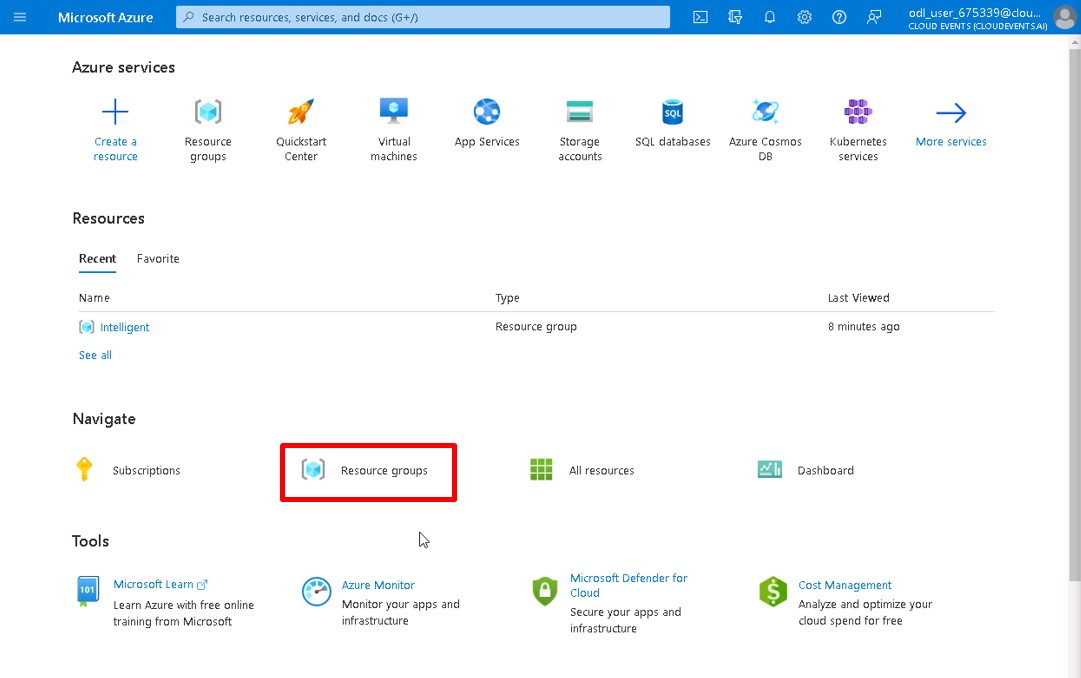 Microsoft Azure
Search resources, services, and docs (G+/)
odl_user_675339@clou...
CLOUD EVENTS (CLOUDEVENTS.AI)
Azure services
Create a
resource
Resource
groups
Quickstart
Center
Virtual
machines
App Services
Storage
accounts
SQL
SQL databases
Azure Cosmos
DB
Kubernetes
services
More services
Resources
Recent
Favorite
Name
Type
Last Viewed
Intelligent
Resource group
8 minutes ago
See all
Navigate
Subscriptions
Resource groups
All resources
Dashboard
Tools
101
Microsoft Learn
Learn Azure with free online
training from Microsoft
Azure Monitor
Monitor your apps and
infrastructure
Microsoft Defender for
Cloud
Secure your apps and
infrastructure
$
Cost Management
Analyze and optimize your
cloud spend for free